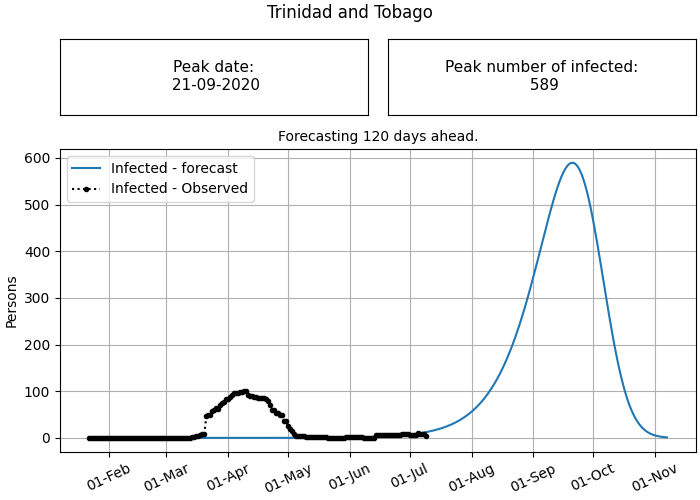 Trinidad and Tobago
Peak date:
21-09-2020
Peak number of infected:
589
Forecasting 120 days ahead.
Infected - forecast
Infected - Observed
Persons
600
500
400
300
200
100
0
01-Feb
01-Mar
01-Apr
01-May
01-Jun
01-Jul
01-Aug
01-Sep
01-Oct
01-Nov